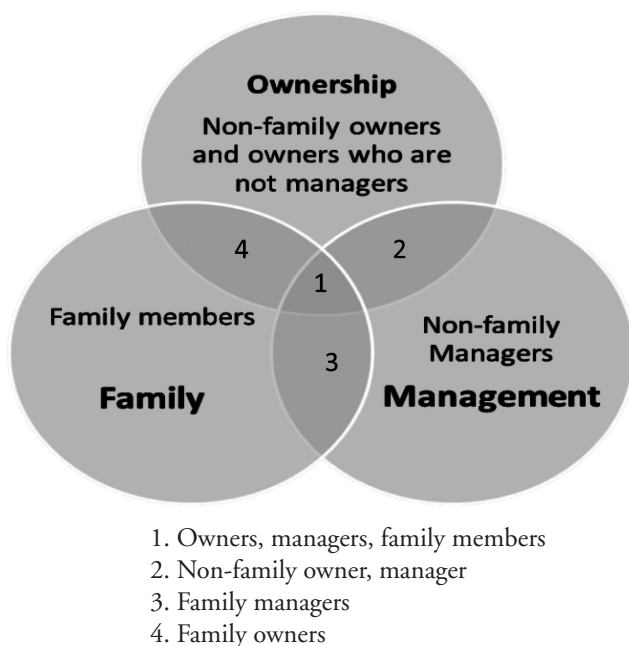 Ownership
Non-family owners
and owners who are
not managers
4
2
1
Family members
Non-family
Managers
3
Family
Management
1. Owners, managers, family members
2. Non-family owner, manager
3. Family managers
4. Family owners